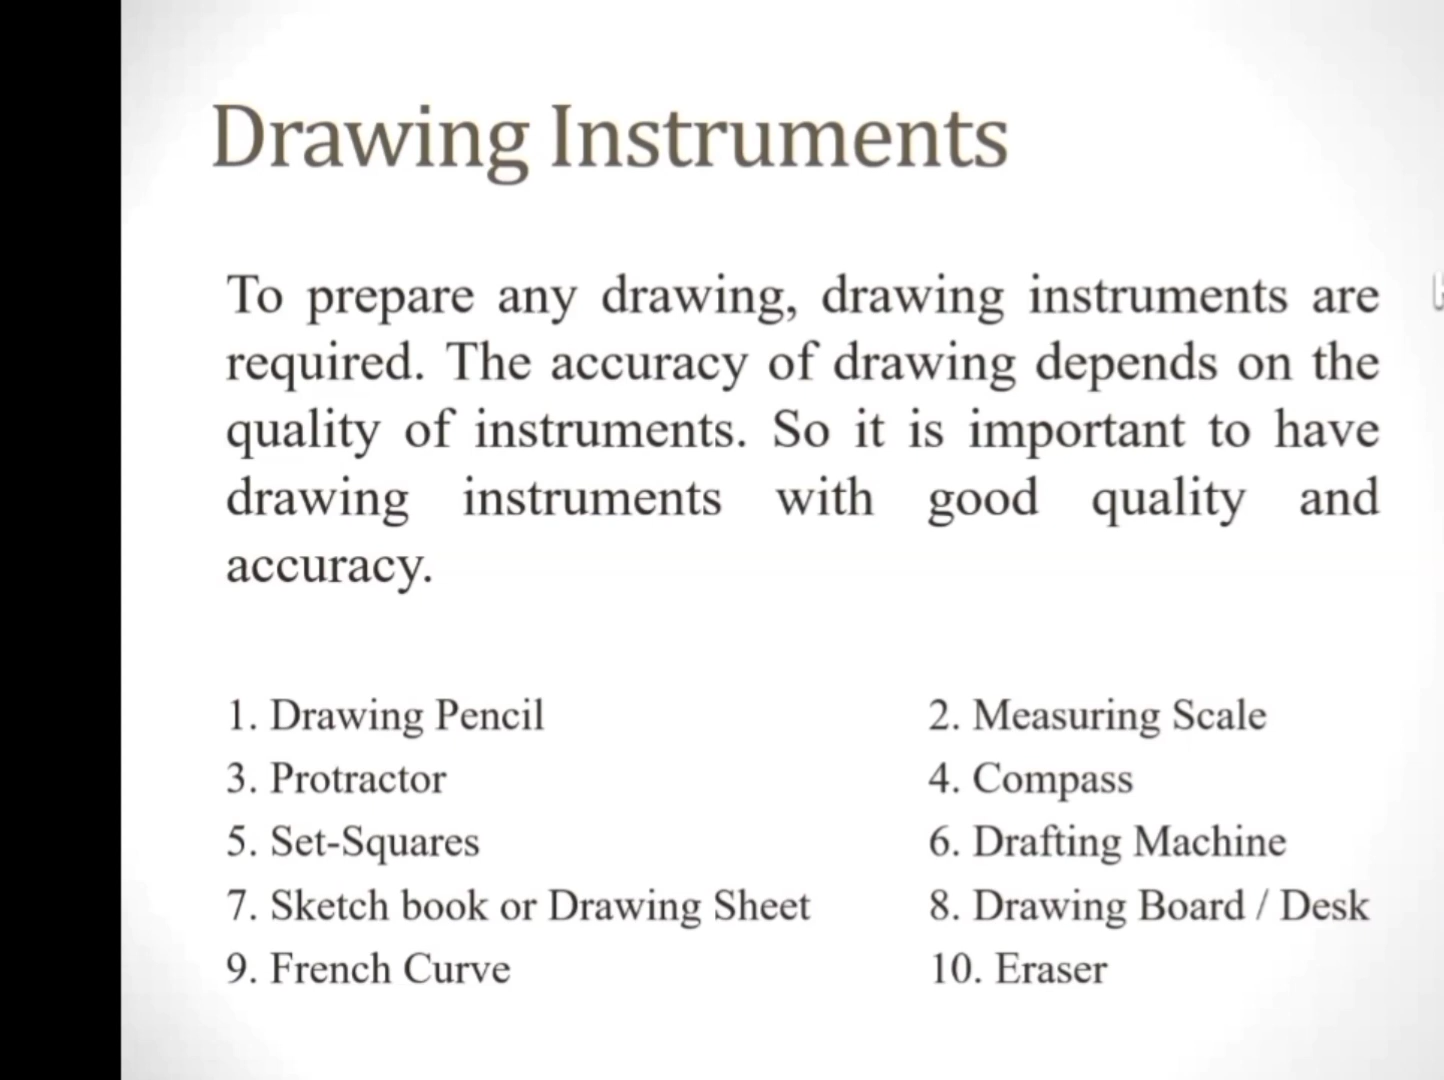 Drawing Instruments
To prepare any drawing, drawing instruments are
required. The accuracy of drawing depends on the
quality of instruments. So it is important to have
drawing instruments with good quality and
accuracy.
1. Drawing Pencil 2. Measuring Scale
3. Protractor 4. Compass
5. Set-Squares 6. Drafting Machine
7. Sketch book or Drawing Sheet 8. Drawing Board / Desk
9. French Curve 10. Eraser